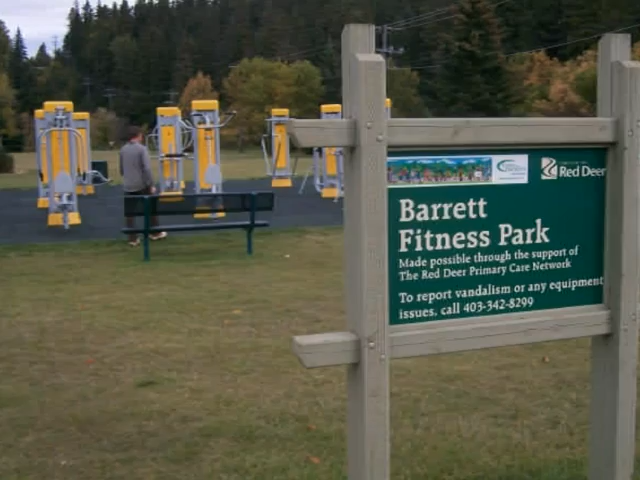 Red Deer
Barrett
Fitness Park
Made possible through the support of
The Red Deer Primary Care Network
To report vandalism or any equipment
issues, call 403-342-8299